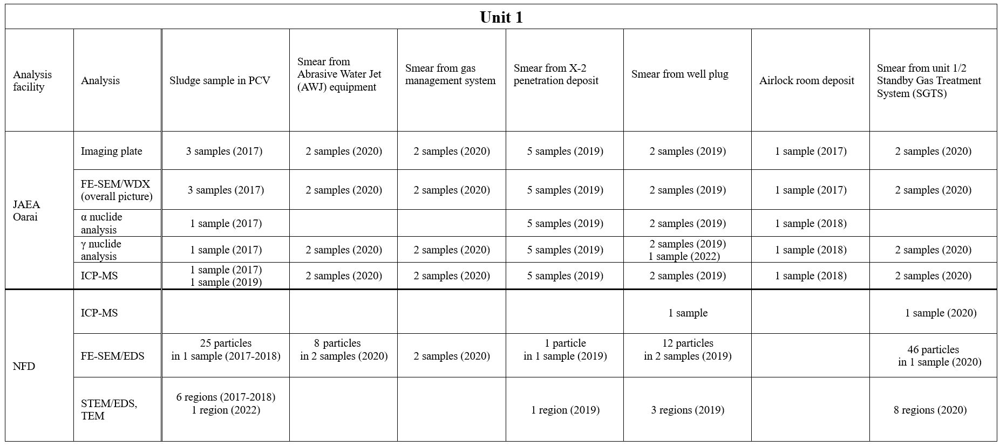 Unit 1
Analysis
facility
Analysis
Sludge sample in PCV
Smear from
Abrasive Water Jet
(AWJ) equipment
Smear from gas
management system
Smear from X-2
penetration deposit
Smear from well plug
Airlock room deposit
Smear from unit 1/2
Standby Gas Treatment
System (SGTS)
JAEA
Oarai
Imaging plate
3 samples (2017)
2 samples (2020)
2 samples (2020)
5 samples (2019)
2 samples (2019)
1 sample (2017)
2 samples (2020)
FE-SEM/WDX
(overall picture)
3 samples (2017)
2 samples (2020)
2 samples (2020)
5 samples (2019)
2 samples (2019)
1 sample (2017)
2 samples (2020)
α nuclide
analysis
1 sample (2017)
5 samples (2019)
2 samples (2019)
1 sample (2018)
γ nuclide
analysis
1 sample (2017)
2 samples (2020)
2 samples (2020)
5 samples (2019)
2 samples (2019)
1 sample (2022)
1 sample (2018)
2 samples (2020)
ICP-MS
1 sample (2017)
1 sample (2019)
2 samples (2020)
2 samples (2020)
5 samples (2019)
2 samples (2019)
1 sample (2018)
2 samples (2020)
NFD
ICP-MS
1 sample
1 sample (2020)
FE-SEM/EDS
25 particles
in 1 sample (2017-2018)
8 particles
in 2 samples (2020)
2 samples (2020)
1 particle
in 1 sample (2019)
12 particles
in 2 samples (2019)
46 particles
in 1 sample (2020)
STEM/EDS,
TEM
6 regions (2017-2018)
1 region (2022)
1 region (2019)
3 regions (2019)
8 regions (2020)